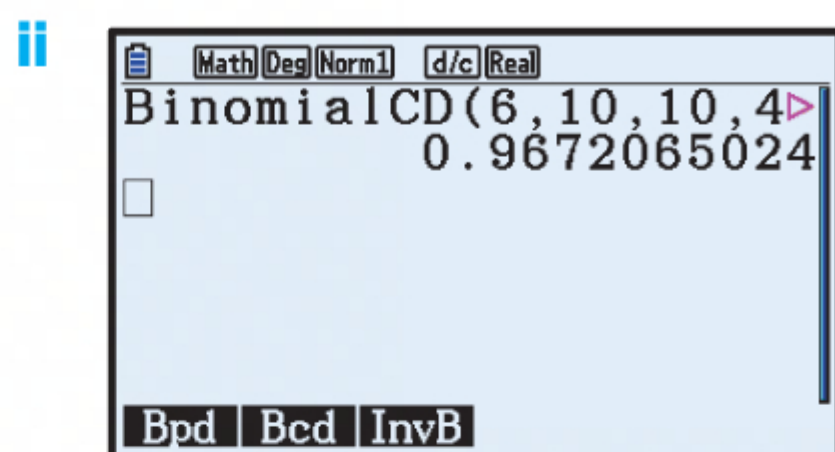 ii
Math Deg Norm1 d/c Real
BinomialCD(6,10,10,4▷
0.9672065024
Bpd Bcd InvB